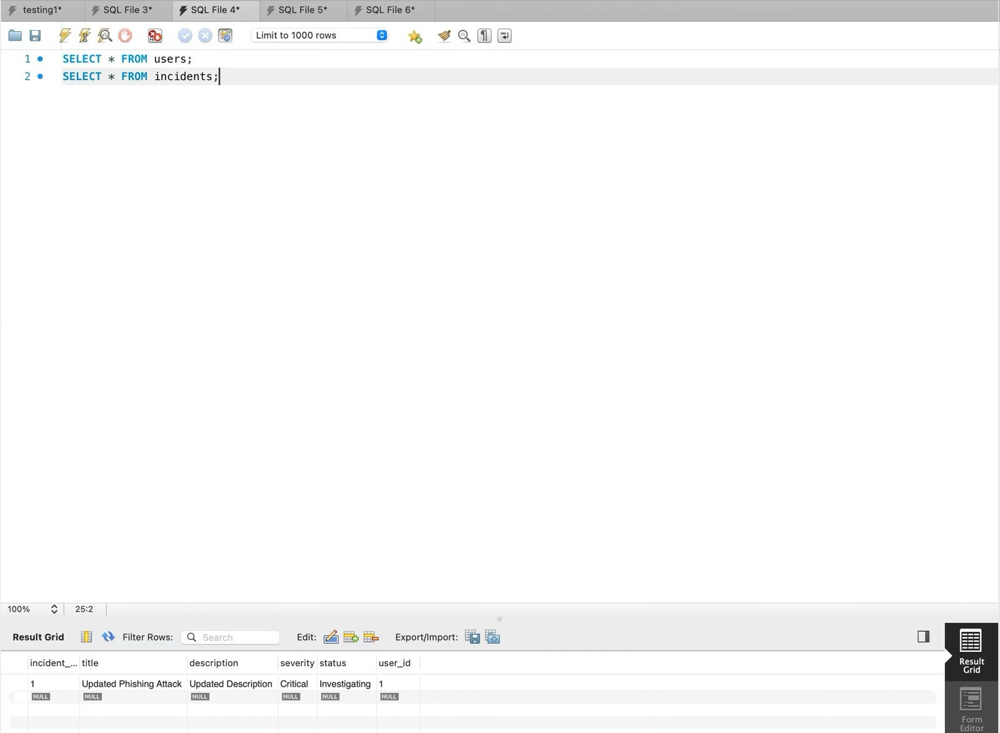 testing1* SQL File 3* SQL File 4* SQL File 5* SQL File 6*
Limit to 1000 rows
1 SELECT * FROM users;
2 SELECT * FROM incidents;
100% 25:2
Result Grid Filter Rows: Search Edit: Export/Import:
incident_... title description severity status user_id
1 Updated Phishing Attack Updated Description Critical Investigating 1
NULL NULL NULL NULL NULL NULL
Result
Grid
Form
Editor